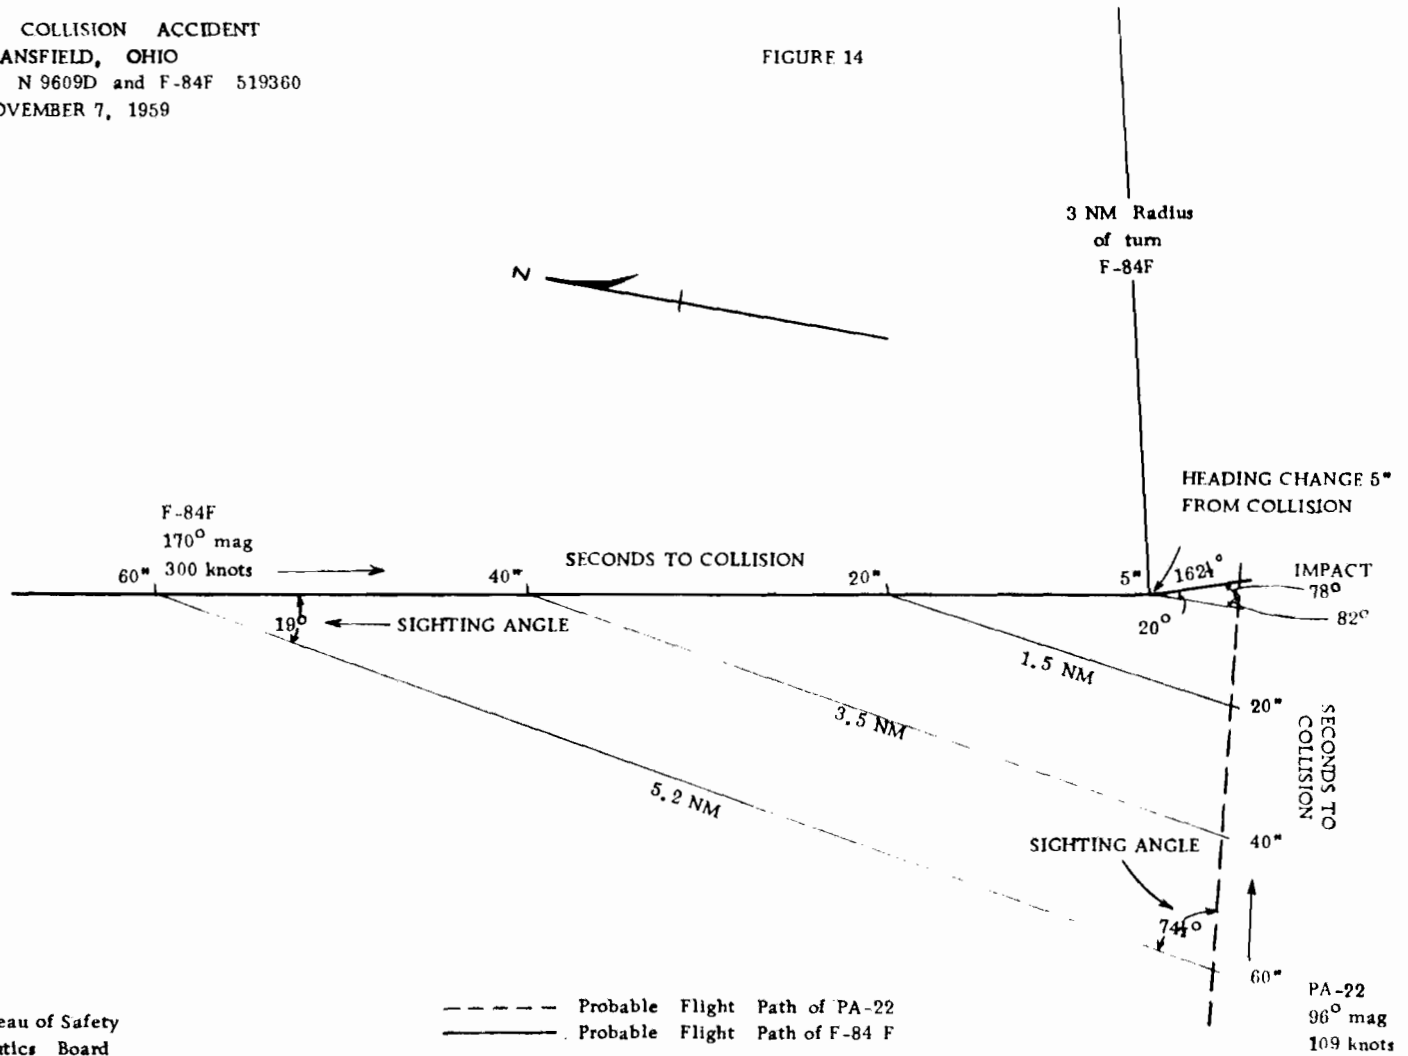 COLLISION ACCIDENT
ANSFIELD, OHIO
N 9609D and F-84F 519360
OVEMBER 7, 1959
FIGURE 14
3 NM Radius
of turn
F-84F
N
HEADING CHANGE 5"
FROM COLLISION
F-84F
170° mag
300 knots
60"
40"
SECONDS TO COLLISION
20"
5"
162½°
IMPACT
78°
82°
19°
SIGHTING ANGLE
20°
1.5 NM
20"
3.5 NM
SECONDS TO
COLLISION
5.2 NM
40"
SIGHTING ANGLE
74½°
60"
PA-22
96° mag
109 knots
Probable Flight Path of PA-22
Probable Flight Path of F-84 F
eau of Safety
utics Board